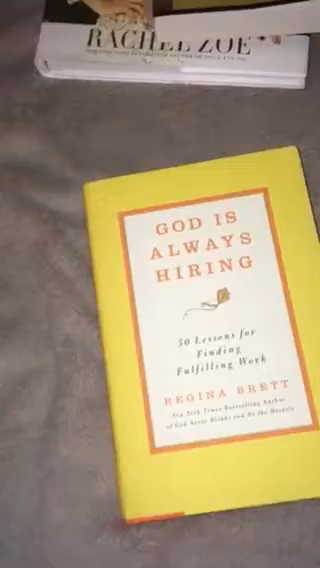 RACHEL ZOE
GOD IS
ALWAYS
HIRING
50 Lessons for
Finding
Fulfilling Work
REGINA BRETT
New York Times Bestselling Author
of God Never Blinks and Be the Miracle